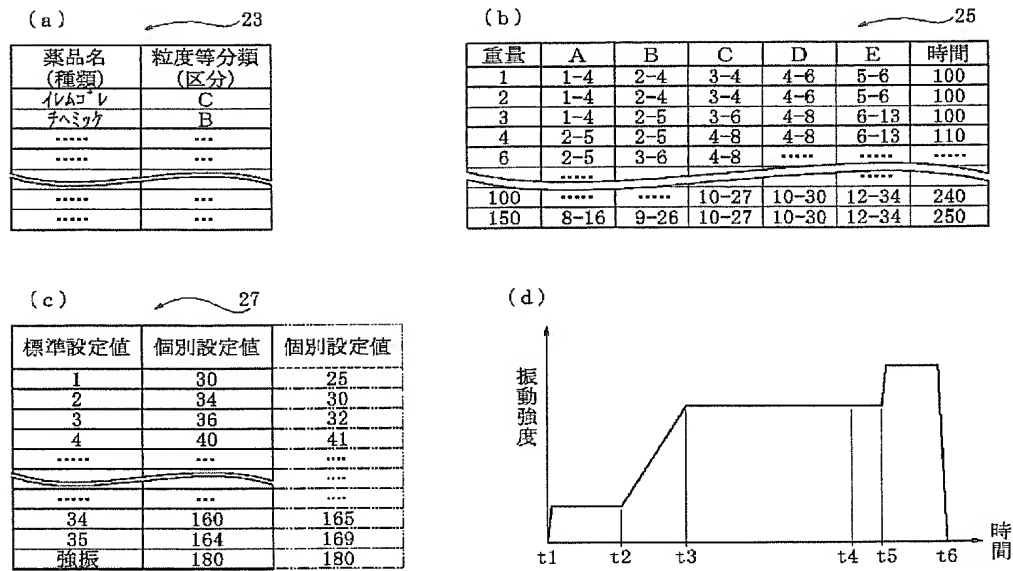 (a)
23
薬品名
(種類)
粒度等分類
(区分)
イレムコレ C
チヘミッケ B
..... ...
..... ...
..... ...
..... ...
(b)
25
重量 A B C D E 時間
1 1-4 2-4 3-4 4-6 5-6 100
2 1-4 2-4 3-4 4-6 5-6 100
3 1-4 2-5 3-6 4-8 6-13 100
4 2-5 2-5 4-8 4-8 6-13 110
6 2-5 3-6 4-8 ..... ..... .....
..... .....
100 ..... ..... 10-27 10-30 12-34 240
150 8-16 9-26 10-27 10-30 12-34 250
(c)
27
標準設定値 個別設定値 個別設定値
1 30 25
2 34 30
3 36 32
4 40 41
..... ... ....
....
..... ... ....
34 160 165
35 164 169
強振 180 180
(d)
振動強度
t1 t2 t3 t4 t5 t6
時間